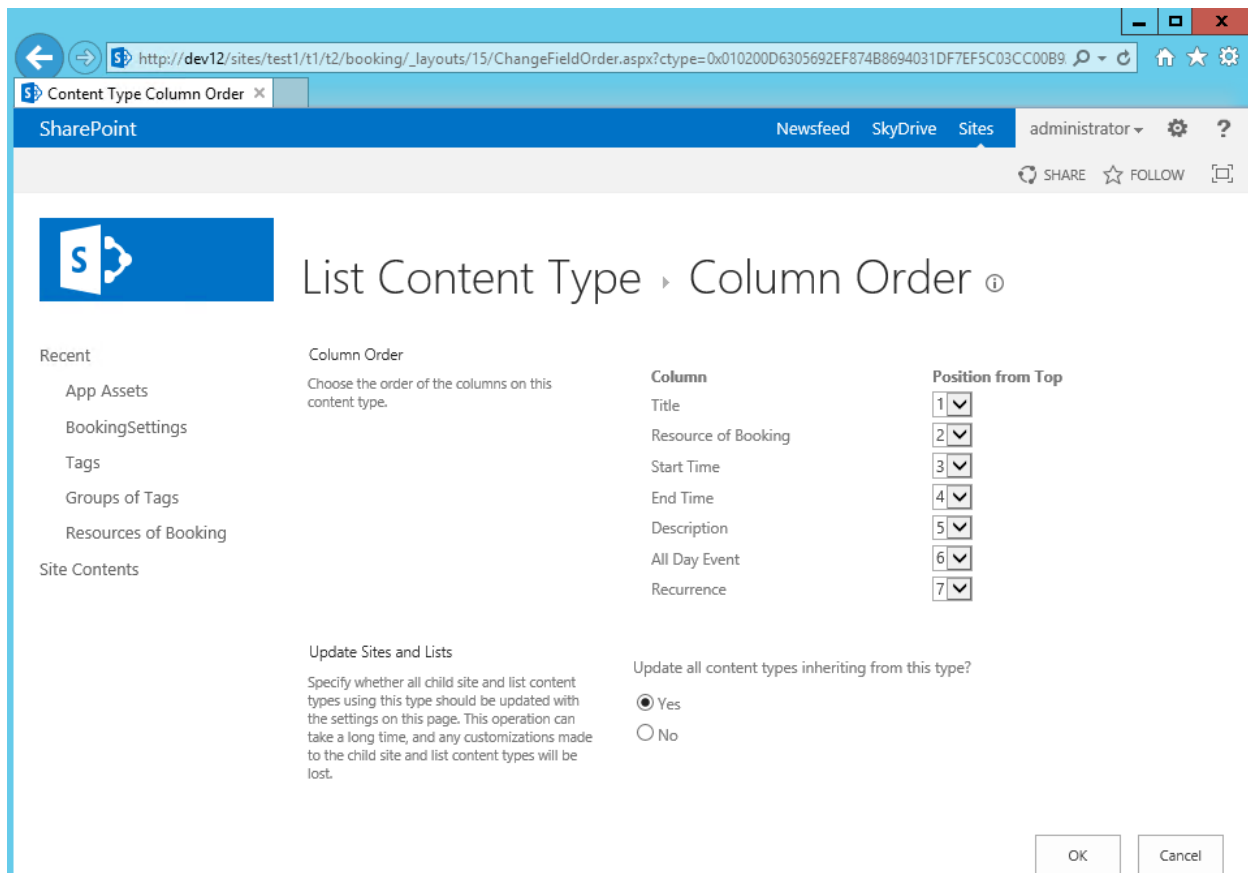 http://dev12/sites/test1/t1/t2/booking/_layouts/15/ChangeFieldOrder.aspx?ctype=0x010200D6305692EF874B8694031DF7EF5C03CC00B9
Content Type Column Order
SharePoint
Newsfeed SkyDrive Sites administrator ?
SHARE FOLLOW
S
List Content Type Column Order
Recent
App Assets
BookingSettings
Tags
Groups of Tags
Resources of Booking
Site Contents
Column Order
Choose the order of the columns on this
content type.
Column Position from Top
Title 1
Resource of Booking 2
Start Time 3
End Time 4
Description 5
All Day Event 6
Recurrence 7
Update Sites and Lists
Specify whether all child site and list content
types using this type should be updated with
the settings on this page. This operation can
take a long time, and any customizations made
to the child site and list content types will be
lost.
Update all content types inheriting from this type?
Yes
No
OK Cancel